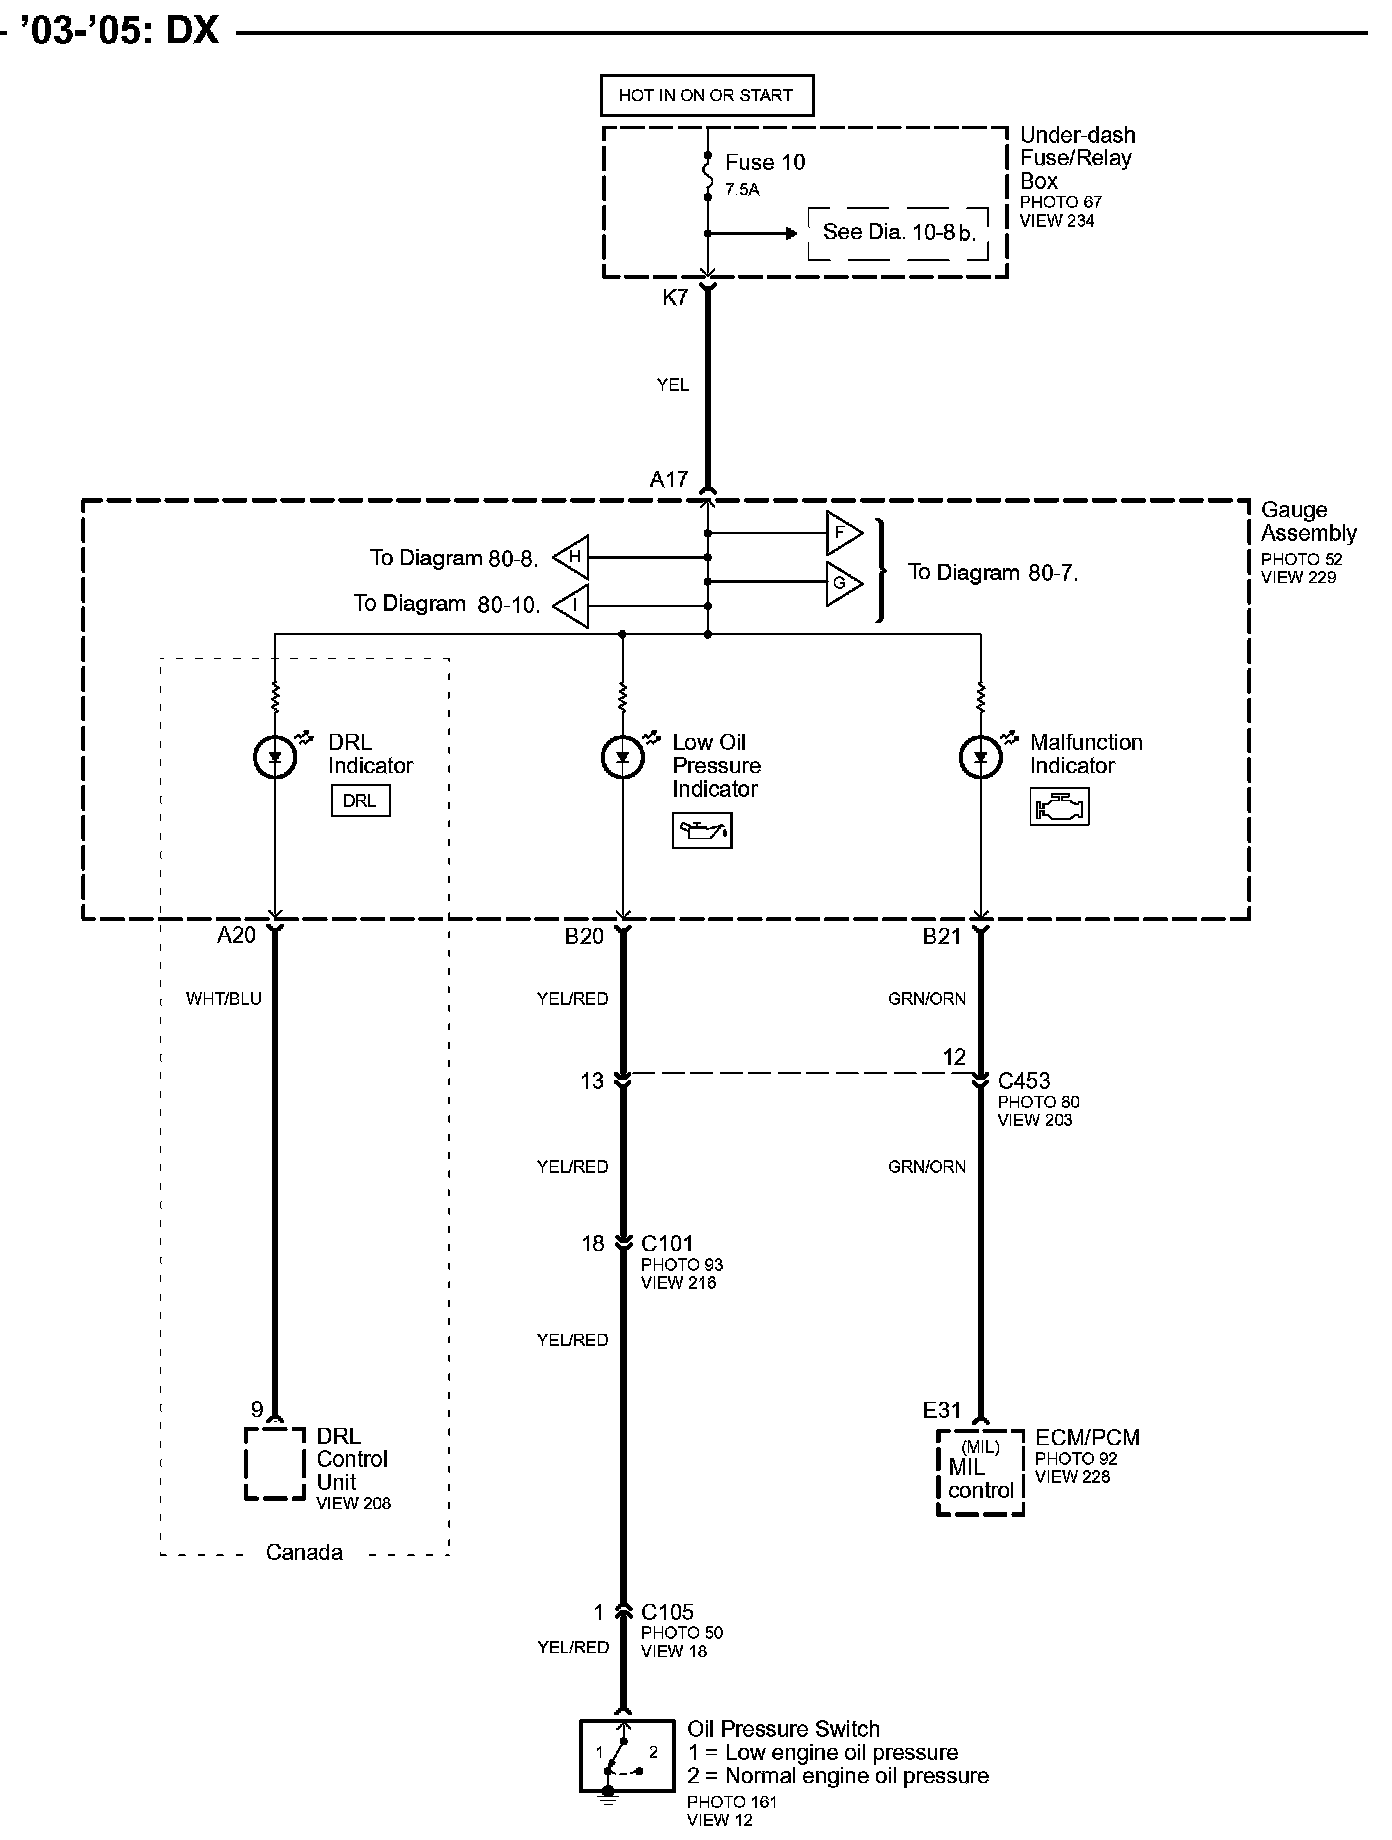 ’03-’05: DX
HOT IN ON OR START
Under-dash
Fuse/Relay
Box
PHOTO 67
VIEW 234
Fuse 10
7.5A
See Dia. 10-8b.
K7
YEL
A17
Gauge
Assembly
PHOTO 52
VIEW 229
F
To Diagram 80-8.
H
G
To Diagram 80-7.
To Diagram 80-10.
I
DRL
Indicator
DRL
Low Oil
Pressure
Indicator
Malfunction
Indicator
A20
B20
B21
WHT/BLU
YEL/RED
GRN/ORN
12
13
C453
PHOTO 80
VIEW 203
YEL/RED
GRN/ORN
18
C101
PHOTO 93
VIEW 216
YEL/RED
9
DRL
Control
Unit
VIEW 208
E31
(MIL)
MIL
control
ECM/PCM
PHOTO 92
VIEW 228
Canada
1
C105
PHOTO 50
VIEW 18
YEL/RED
1
2
Oil Pressure Switch
1 = Low engine oil pressure
2 = Normal engine oil pressure
PHOTO 161
VIEW 12